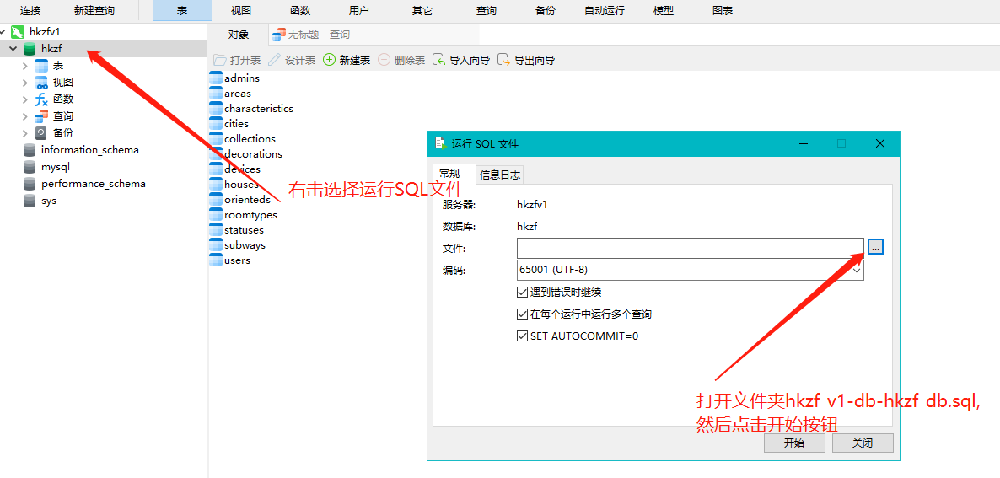 连接 新建查询 表 视图 函数 用户 其它 查询 备份 自动运行 模型 图表
hkzfv1
hkzf
表
视图
函数
查询
备份
information_schema
mysql
performance_schema
sys
对象 无标题 - 查询
打开表 设计表 新建表 删除表 导入向导 导出向导
admins
areas
characteristics
cities
collections
decorations
devices
houses
orienteds
roomtypes
statuses
subways
users
右击选择运行SQL文件
运行 SQL 文件
常规 信息日志
服务器: hkzfv1
数据库: hkzf
文件: ...
编码: 65001 (UTF-8)
遇到错误时继续
在每个运行中运行多个查询
SET AUTOCOMMIT=0
打开文件夹hkzf_v1-db-hkzf_db.sql,
然后点击开始按钮
开始 关闭